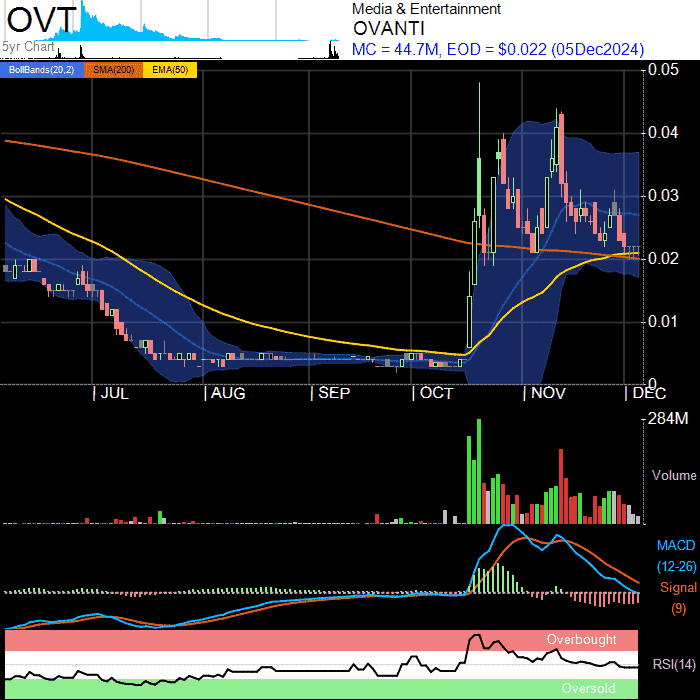 OVT
5yr Chart
Media & Entertainment
OVANTI
MC = 44.7M, EOD = $0.022 (05Dec2024)
BollBands(20,2) SMA(200) EMA(50)
0.05
0.04
0.03
0.02
0.01
0
JUL AUG SEP OCT NOV DEC
284M
Volume
MACD
(12-26)
Signal
(9)
Overbought
RSI(14)
Oversold